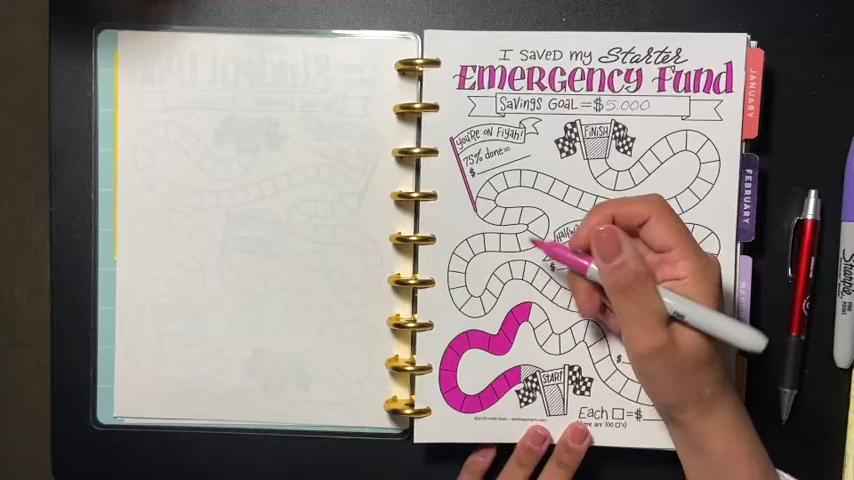 I SAVED MY Starter
EMERGENCY FUND
SAVINGS GOAL = $5,000
YOU'RE ON FIYAH!
75% done=
$
FINISH
$
START
$
Each □ = $
JANUARY
FEBRUARY
Sharpie